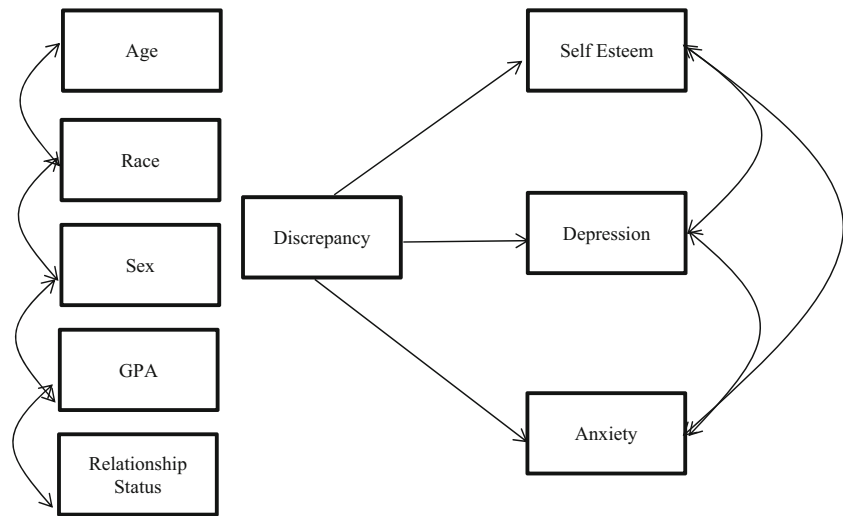 Age
Race
Sex
GPA
Relationship
Status
Discrepancy
Self Esteem
Depression
Anxiety